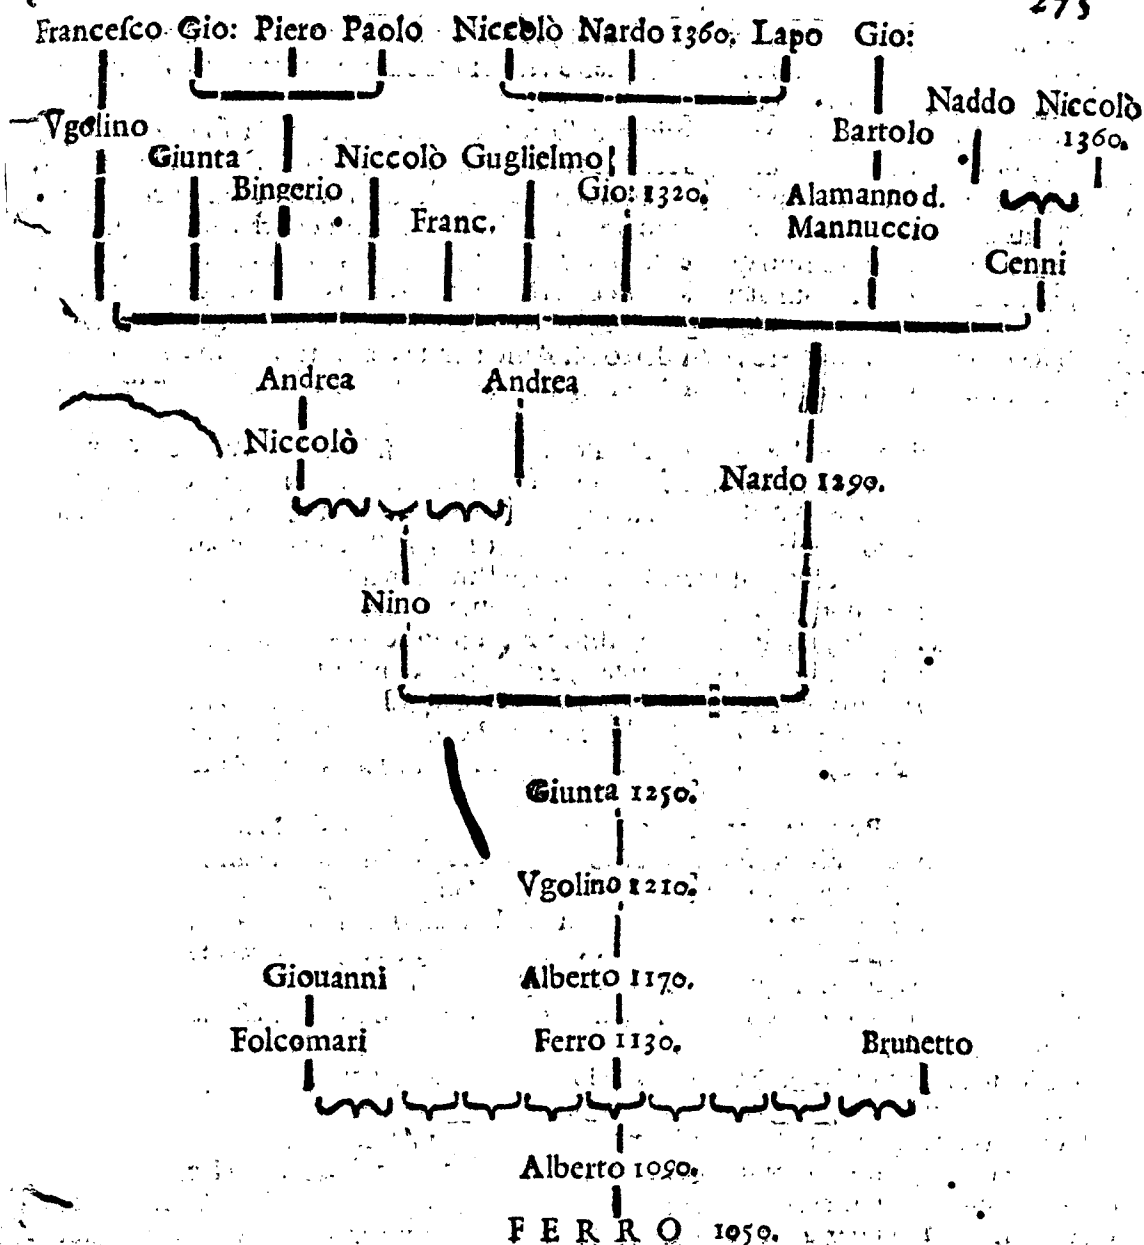 275
Franceſco Gio: Piero Paolo Niccolò Nardo 1360. Lapo Gio:
Naddo Niccolò
Vgolino Bartolo 1360.
Giunta Niccolò Guglielmo
Bingerio Gio: 1320. Alamanno d.
Franc. Mannuccio
Cenni
Andrea Andrea
Niccolò
Nardo 1290.
Nino
Giunta 1250.
Vgolino 1210.
Giouanni Alberto 1170.
Folcomari Ferro 1130. Brunetto
Alberto 1090.
FERRO 1050.